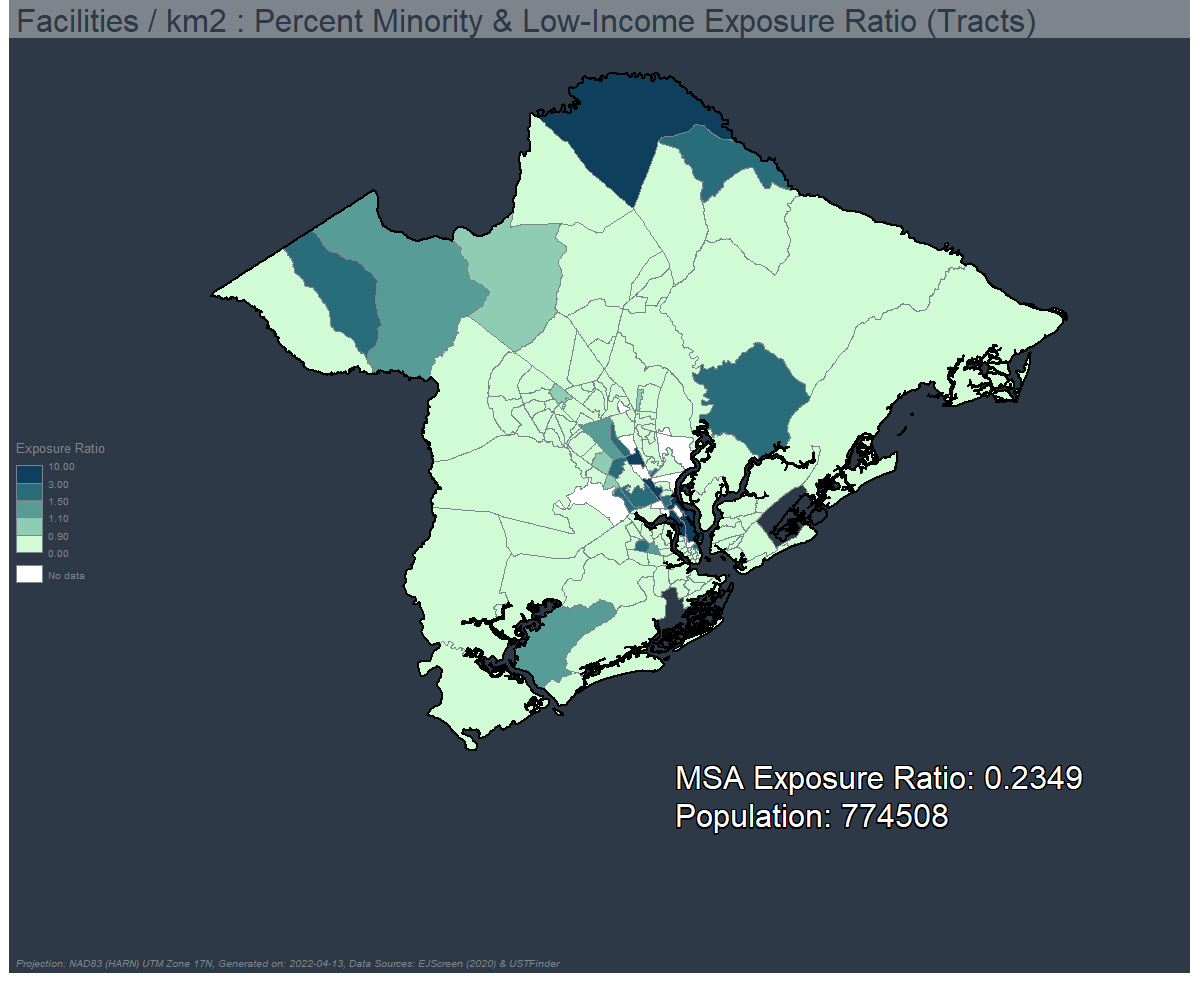 Facilities / km2 : Percent Minority & Low-Income Exposure Ratio (Tracts)
Exposure Ratio
10.00
3.00
1.50
1.10
0.90
0.00
No data
MSA Exposure Ratio: 0.2349
Population: 774508
Projection: NAD83 (HARN) UTM Zone 17N, Generated on: 2022-04-13, Data Sources: EJScreen (2020) & USTFinder